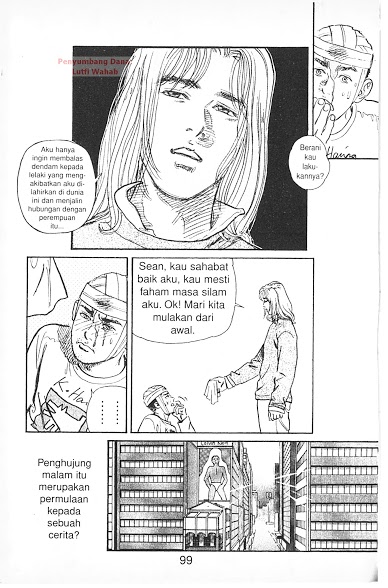 Penyumbang Dana:
Lutfi Wahab
Berani
kau
laku-
kannya?
Aku hanya
ingin membalas
dendam kepada
lelaki yang meng-
akibatkan aku di-
lahirkan di dunia
ini dan menjalin
hubungan dengan
perempuan
itu...
Sean, kau sahabat
baik aku, kau mesti
faham masa silam
aku. Ok! Mari kita
mulakan dari
awal.
Penghujung
malam itu
merupakan
permulaan
kepada
sebuah
cerita?
99